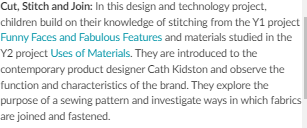 Cut, Stitch and Join: In this design and technology project,
children build on their knowledge of stitching from the Y1 project
Funny Faces and Fabulous Features and materials studied in the
Y2 project Uses of Materials. They are introduced to the
contemporary product designer Cath Kidston and observe the
function and characteristics of the brand. They explore the
purpose of a sewing pattern and investigate ways in which fabrics
are joined and fastened.